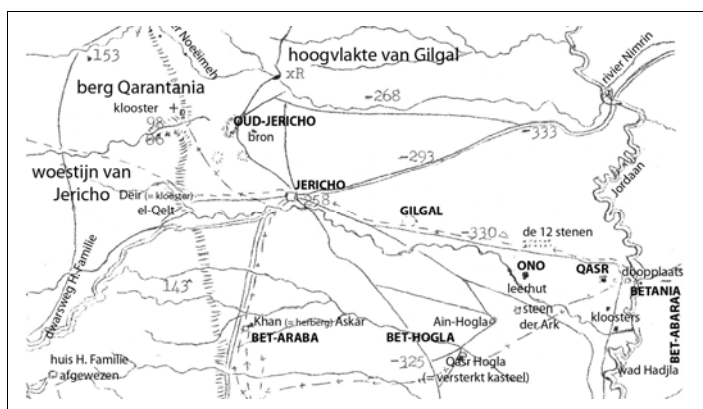 153
rivier Noëëimeh
hoogvlakte van Gilgal
xR
rivier Nimrin
berg Qarantania
klooster
-268
98
66
OUD-JERICHO
bron
-333
-293
woestijn van
Jericho
Deir (= klooster)
el-Qelt
JERICHO
-258
Jordaan
GILGAL
-330
de 12 stenen
ONO
leerhut
QASR
doopplaats
BETANIA
BET-ABARA
143
dwarsweg H. Familie
Khan (= herberg) Askar
BET-ARABA
BET-HOGLA
Ain-Hogla
steen
der Ark
kloosters
huis H. Familie
afgewezen
-325
Qasr Hogla
(= versterkt kasteel)
wad Hadjla